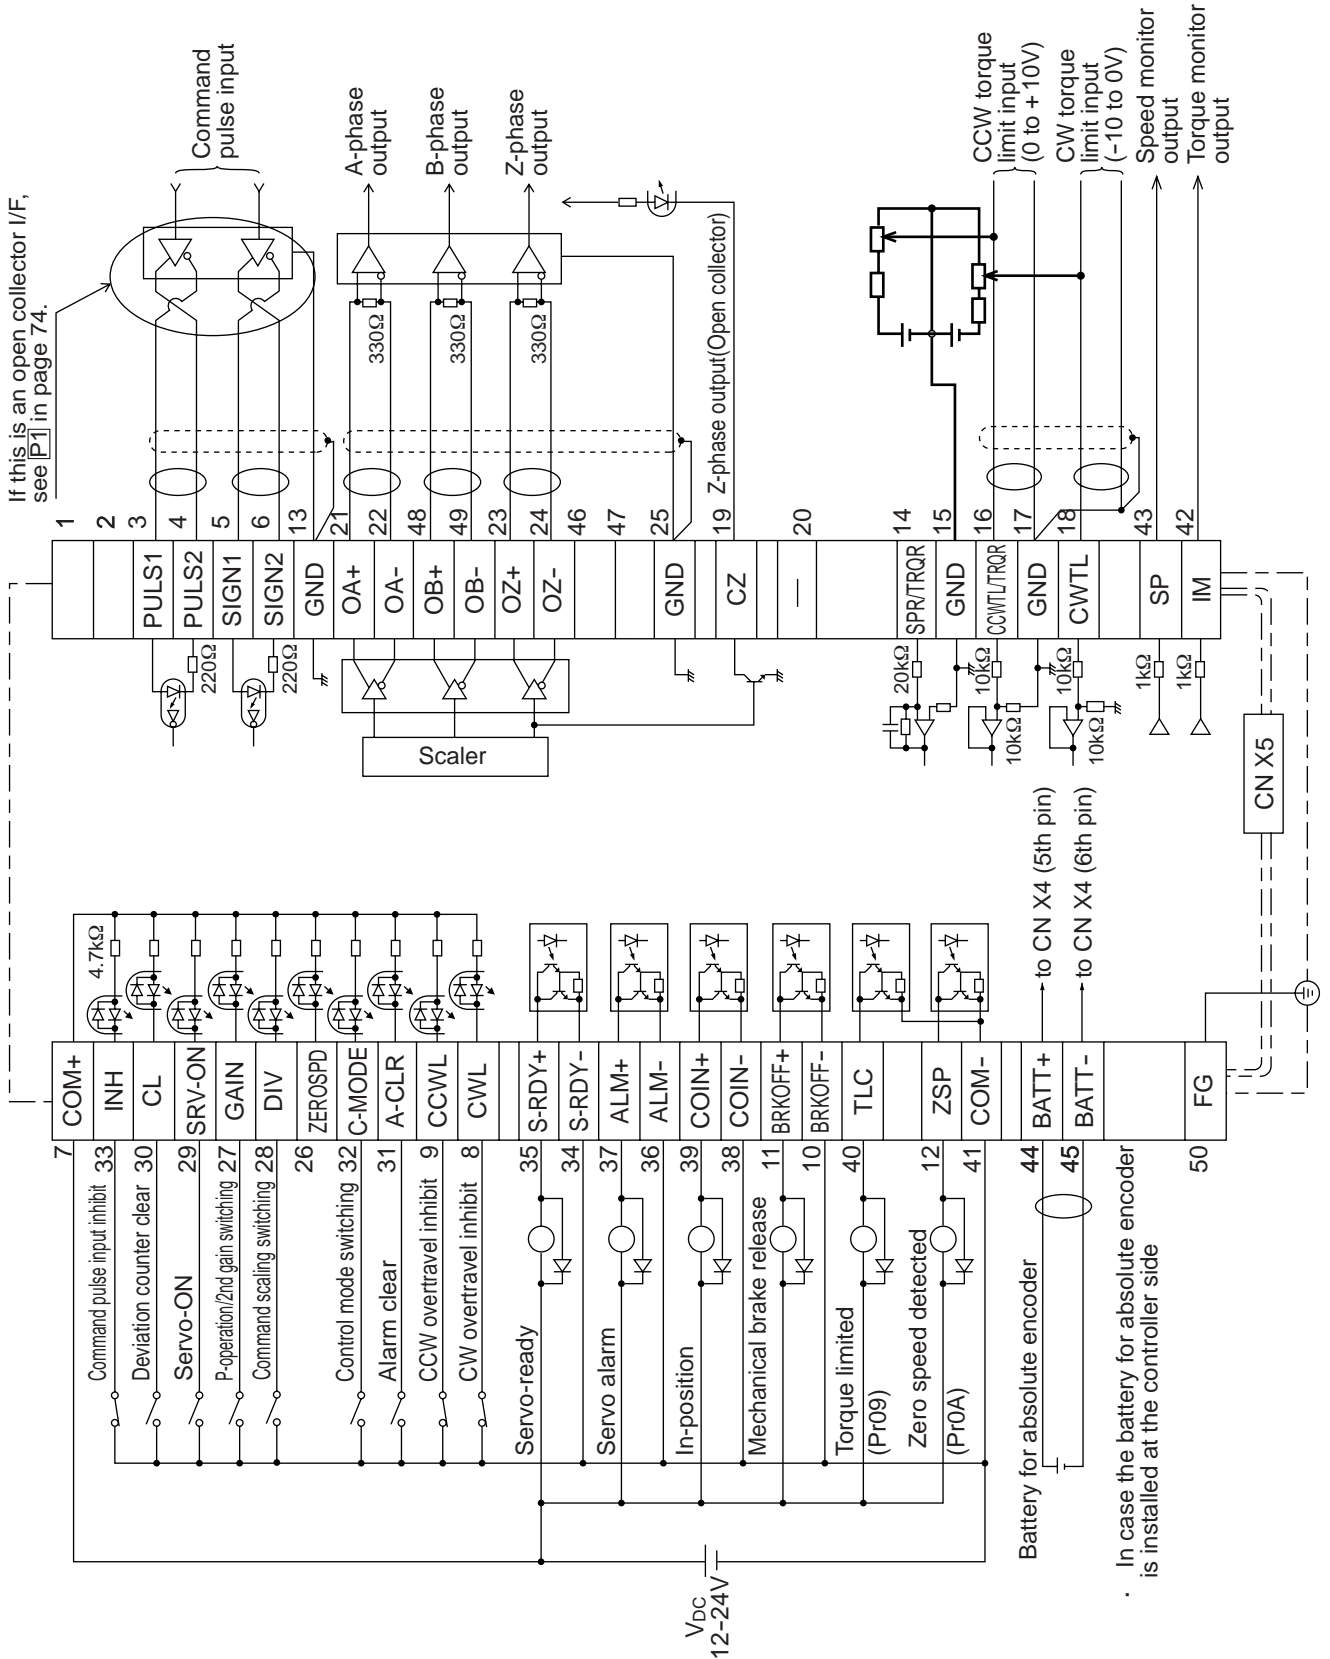 If this is an open collector I/F,
see P1 in page 74.
Command
pulse input
A-phase
output
B-phase
output
Z-phase
output
330Ω
330Ω
330Ω
Z-phase output(Open collector)
CCW torque
limit input
(0 to + 10V)
CW torque
limit input
(−10 to 0V)
Speed monitor
output
Torque monitor
output
1
2
3
4
5
6
13
21
22
48
49
23
24
46
47
25
19
20
14
15
16
17
18
43
42
PULS1
PULS2
SIGN1
SIGN2
GND
OA+
OA-
OB+
OB-
OZ+
OZ-
GND
CZ
—
SPR/TRQR
GND
CCWTL/TRQR
GND
CWTL
SP
IM
220Ω
220Ω
Scaler
20kΩ
10kΩ
10kΩ
10kΩ
10kΩ
1kΩ
1kΩ
CN X5
4.7kΩ
to CN X4 (5th pin)
to CN X4 (6th pin)
COM+
INH
CL
SRV-ON
GAIN
DIV
ZEROSPD
C-MODE
A-CLR
CCWL
CWL
S-RDY+
S-RDY-
ALM+
ALM-
COIN+
COIN-
BRKOFF+
BRKOFF-
TLC
ZSP
COM-
BATT+
BATT-
FG
7
33
30
29
27
28
26
32
31
9
8
35
34
37
36
39
38
11
10
40
12
41
44
45
50
Command pulse input inhibit
Deviation counter clear
Servo-ON
P-operation/2nd gain switching
Command scaling switching
Control mode switching
Alarm clear
CCW overtravel inhibit
CW overtravel inhibit
Servo-ready
Servo alarm
In-position
Mechanical brake release
Torque limited
(Pr09)
Zero speed detected
(Pr0A)
Battery for absolute encoder
· In case the battery for absolute encoder
is installed at the controller side
VDC
12−24V